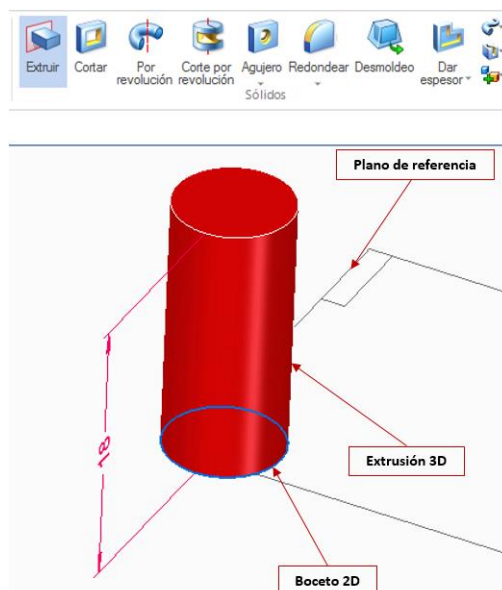 Extruir Cortar Por revolución Corte por revolución Agujero Redondear Desmoldeo Dar espesor
Sólidos
Plano de referencia
18
Extrusión 3D
Boceto 2D